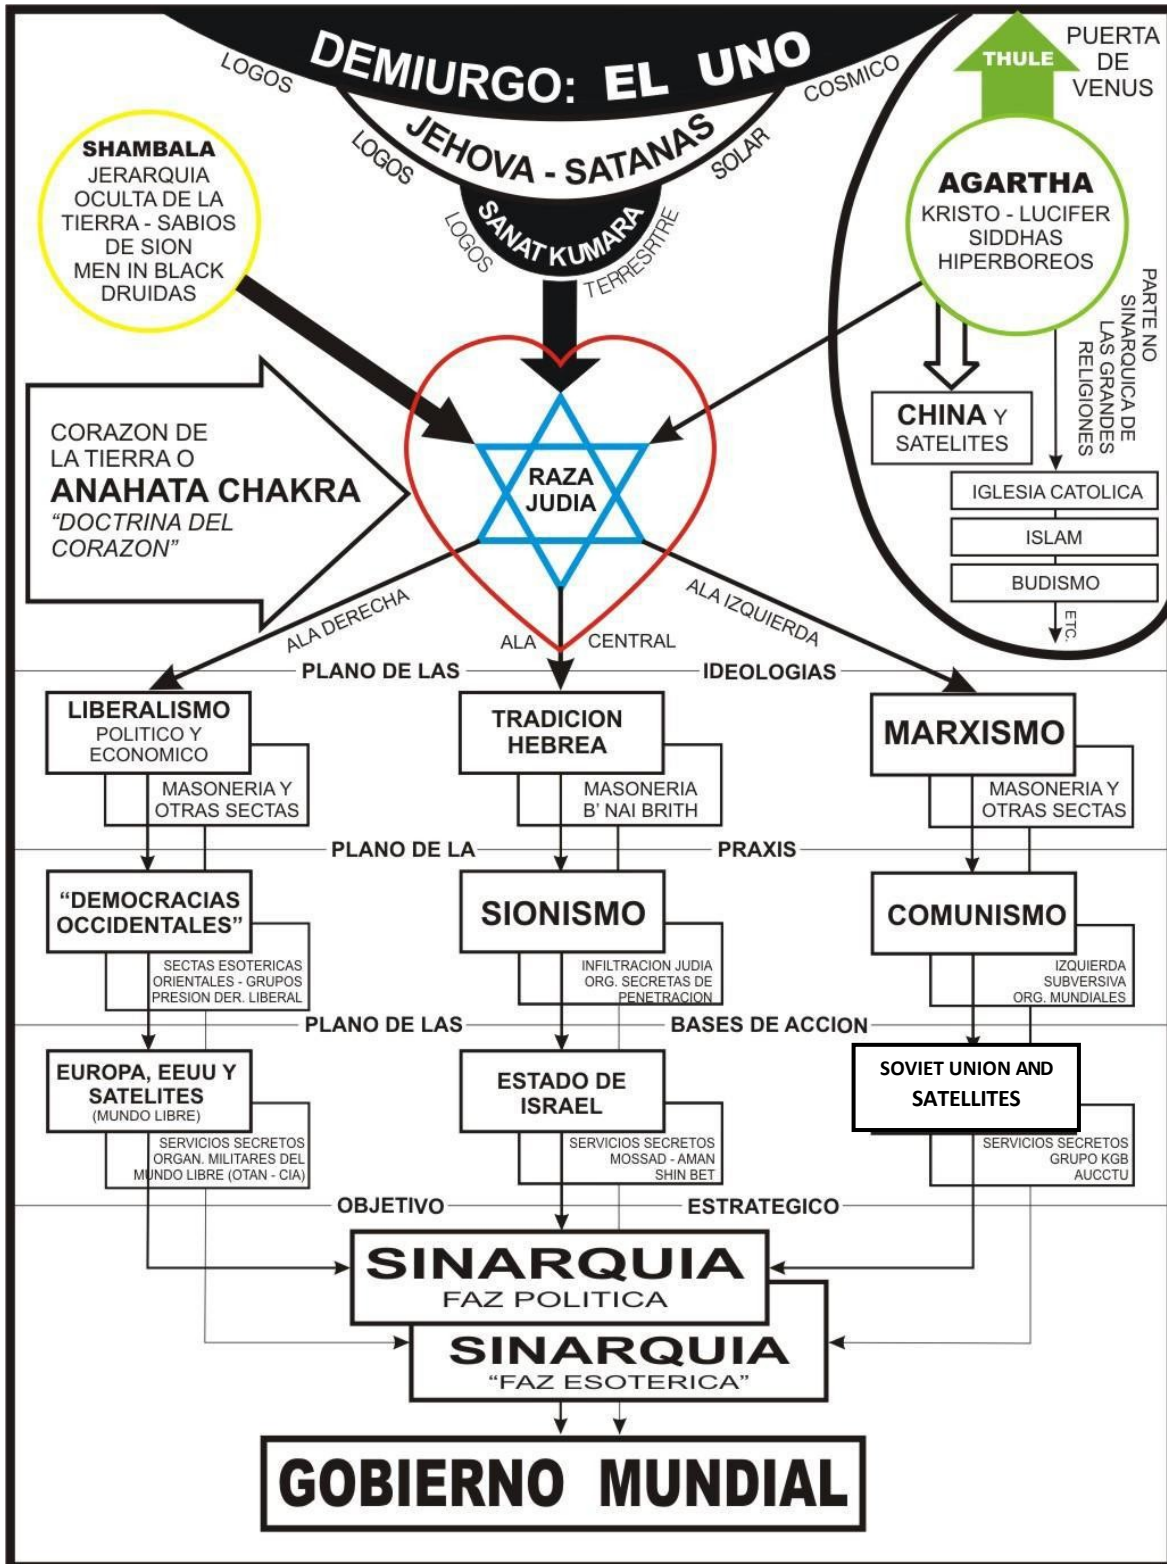 DEMIURGO: EL UNO
LOGOS
COSMICO
JEHOVA - SATANAS
LOGOS
SOLAR
SANAT KUMARA
LOGOS
TERRESRTRE
THULE
PUERTA
DE
VENUS
SHAMBALA
JERARQUIA
OCULTA DE LA
TIERRA - SABIOS
DE SION
MEN IN BLACK
DRUIDAS
AGARTHA
KRISTO - LUCIFER
SIDDHAS
HIPERBOREOS
PARTE NO
SINARQUICA DE
LAS GRANDES
RELIGIONES
CORAZON DE
LA TIERRA O
ANAHATA CHAKRA
“DOCTRINA DEL
CORAZON”
RAZA
JUDIA
CHINA Y
SATELITES
IGLESIA CATOLICA
ISLAM
BUDISMO
ETC.
ALA DERECHA
ALA CENTRAL
ALA IZQUIERDA
PLANO DE LAS IDEOLOGIAS
LIBERALISMO
POLITICO Y
ECONOMICO
MASONERIA Y
OTRAS SECTAS
TRADICION
HEBREA
MASONERIA
B' NAI BRITH
MARXISMO
MASONERIA Y
OTRAS SECTAS
PLANO DE LA PRAXIS
“DEMOCRACIAS
OCCIDENTALES”
SECTAS ESOTERICAS
ORIENTALES - GRUPOS
PRESION DER. LIBERAL
SIONISMO
INFILTRACION JUDIA
ORG. SECRETAS DE
PENETRACION
COMUNISMO
IZQUIERDA
SUBVERSIVA
ORG. MUNDIALES
PLANO DE LAS BASES DE ACCION
EUROPA, EEUU Y
SATELITES
(MUNDO LIBRE)
SERVICIOS SECRETOS
ORGAN. MILITARES DEL
MUNDO LIBRE (OTAN - CIA)
ESTADO DE
ISRAEL
SERVICIOS SECRETOS
MOSSAD - AMAN
SHIN BET
SOVIET UNION AND
SATELLITES
SERVICIOS SECRETOS
GRUPO KGB
AUCCTU
OBJETIVO ESTRATEGICO
SINARQUIA
FAZ POLITICA
SINARQUIA
“FAZ ESOTERICA”
GOBIERNO MUNDIAL